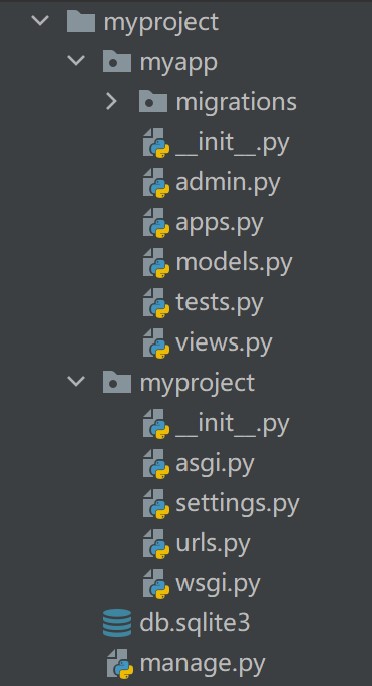 myproject
myapp
migrations
__init__.py
admin.py
apps.py
models.py
tests.py
views.py
myproject
__init__.py
asgi.py
settings.py
urls.py
wsgi.py
db.sqlite3
manage.py